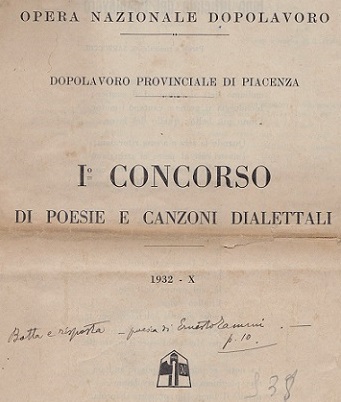 OPERA NAZIONALE DOPOLAVORO
DOPOLAVORO PROVINCIALE DI PIACENZA
Iº CONCORSO
DI POESIE E CANZONI DIALETTALI
1932 - X
Botta e risposta - poesia di Ernesto
p. 10.